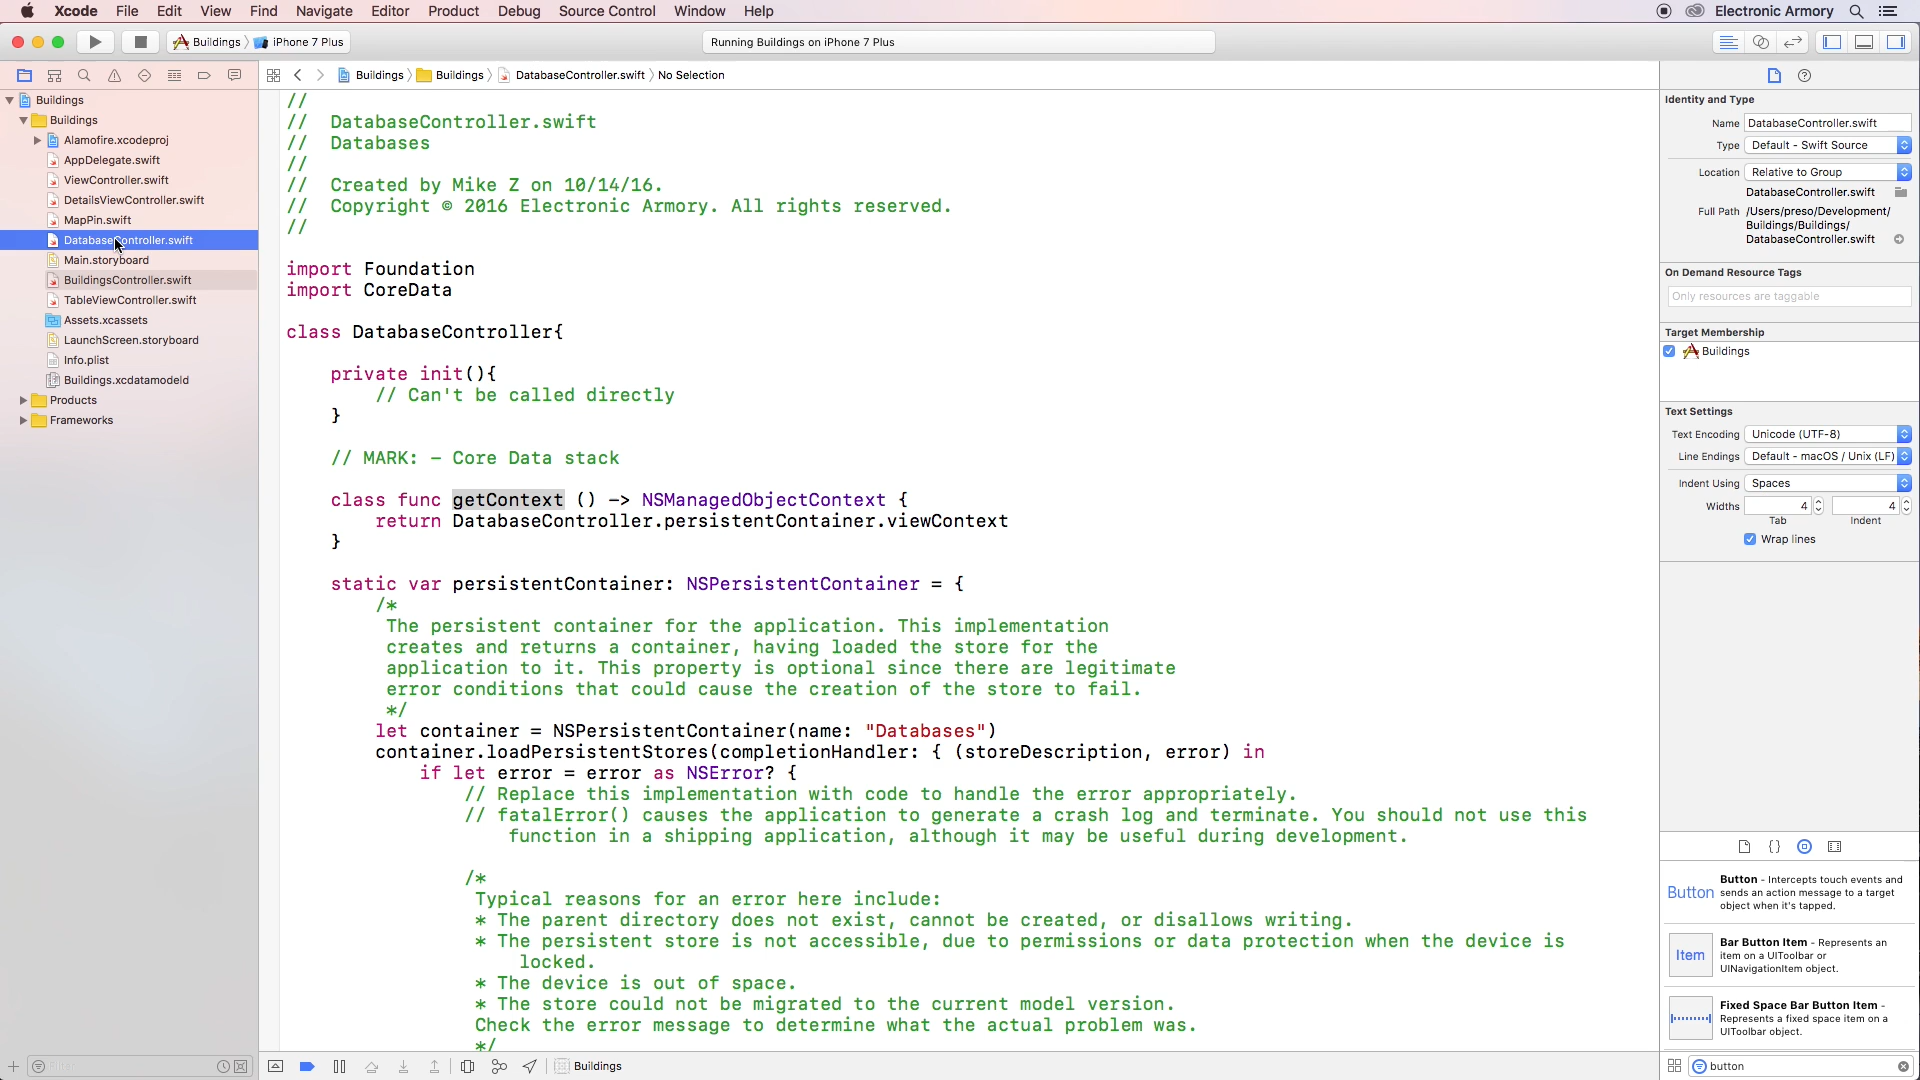 Xcode File Edit View Find Navigate Editor Product Debug Source Control Window Help Electronic Armory
Buildings iPhone 7 Plus Running Buildings on iPhone 7 Plus
Buildings Buildings DatabaseController.swift No Selection
Buildings
Buildings
Alamofire.xcodeproj
AppDelegate.swift
ViewController.swift
DetailsViewController.swift
MapPin.swift
DatabaseController.swift
Main.storyboard
BuildingsController.swift
TableViewController.swift
Assets.xcassets
LaunchScreen.storyboard
Info.plist
Buildings.xcdatamodeld
Products
Frameworks
//
// DatabaseController.swift
// Databases
//
// Created by Mike Z on 10/14/16.
// Copyright © 2016 Electronic Armory. All rights reserved.
//
import Foundation
import CoreData
class DatabaseController{
private init(){
// Can't be called directly
}
// MARK: - Core Data stack
class func getContext () -> NSManagedObjectContext {
return DatabaseController.persistentContainer.viewContext
}
static var persistentContainer: NSPersistentContainer = {
/*
The persistent container for the application. This implementation
creates and returns a container, having loaded the store for the
application to it. This property is optional since there are legitimate
error conditions that could cause the creation of the store to fail.
*/
let container = NSPersistentContainer(name: "Databases")
container.loadPersistentStores(completionHandler: { (storeDescription, error) in
if let error = error as NSError? {
// Replace this implementation with code to handle the error appropriately.
// fatalError() causes the application to generate a crash log and terminate. You should not use this
function in a shipping application, although it may be useful during development.
/*
Typical reasons for an error here include:
* The parent directory does not exist, cannot be created, or disallows writing.
* The persistent store is not accessible, due to permissions or data protection when the device is
locked.
* The device is out of space.
* The store could not be migrated to the current model version.
Check the error message to determine what the actual problem was.
*/
Buildings
Identity and Type
Name DatabaseController.swift
Type Default - Swift Source
Location Relative to Group
DatabaseController.swift
Full Path /Users/preso/Development/
Buildings/Buildings/
DatabaseController.swift
On Demand Resource Tags
Only resources are taggable
Target Membership
Buildings
Text Settings
Text Encoding Unicode (UTF-8)
Line Endings Default - macOS / Unix (LF)
Indent Using Spaces
Widths 4 4
Tab Indent
Wrap lines
Button Button - Intercepts touch events and
sends an action message to a target
object when it's tapped.
Item Bar Button Item - Represents an
item on a UIToolbar or
UINavigationItem object.
Fixed Space Bar Button Item -
Represents a fixed space item on a
UIToolbar object.
button